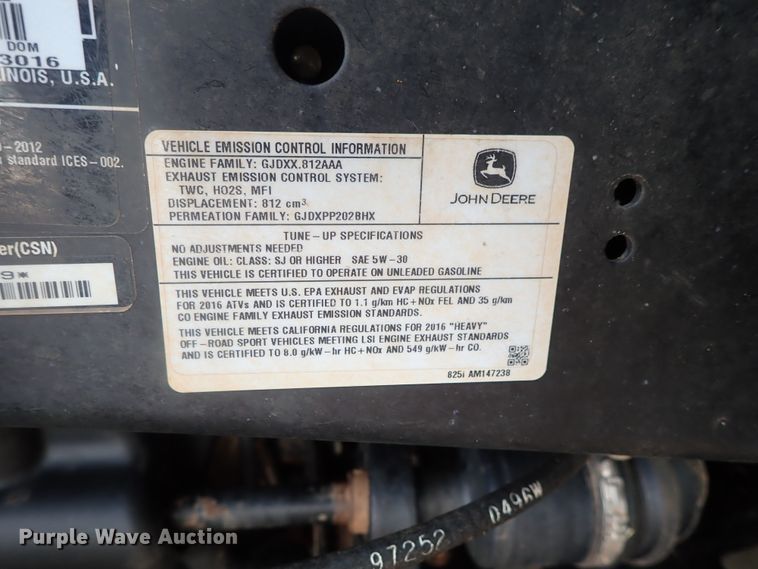 DOM
3016
INOIS, U.S.A.
-2012
standard ICES-002.
er(CSN)
9*
VEHICLE EMISSION CONTROL INFORMATION
ENGINE FAMILY: GJDXX.812AAA
EXHAUST EMISSION CONTROL SYSTEM:
TWC, HO2S, MFI
DISPLACEMENT: 812 cm³
PERMEATION FAMILY: GJDXPP202BHX
JOHN DEERE
TUNE-UP SPECIFICATIONS
NO ADJUSTMENTS NEEDED
ENGINE OIL: CLASS: SJ OR HIGHER SAE 5W-30
THIS VEHICLE IS CERTIFIED TO OPERATE ON UNLEADED GASOLINE
THIS VEHICLE MEETS U.S. EPA EXHAUST AND EVAP REGULATIONS
FOR 2016 ATVs AND IS CERTIFIED TO 1.1 g/km HC+NOx FEL AND 35 g/km
CO ENGINE FAMILY EXHAUST EMISSION STANDARDS.
THIS VEHICLE MEETS CALIFORNIA REGULATIONS FOR 2016 "HEAVY"
OFF-ROAD SPORT VEHICLES MEETING LSI ENGINE EXHAUST STANDARDS
AND IS CERTIFIED TO 8.0 g/kW-hr HC+NOx AND 549 g/kW-hr CO.
825i AM147238
97252 D496W
Purple Wave Auction